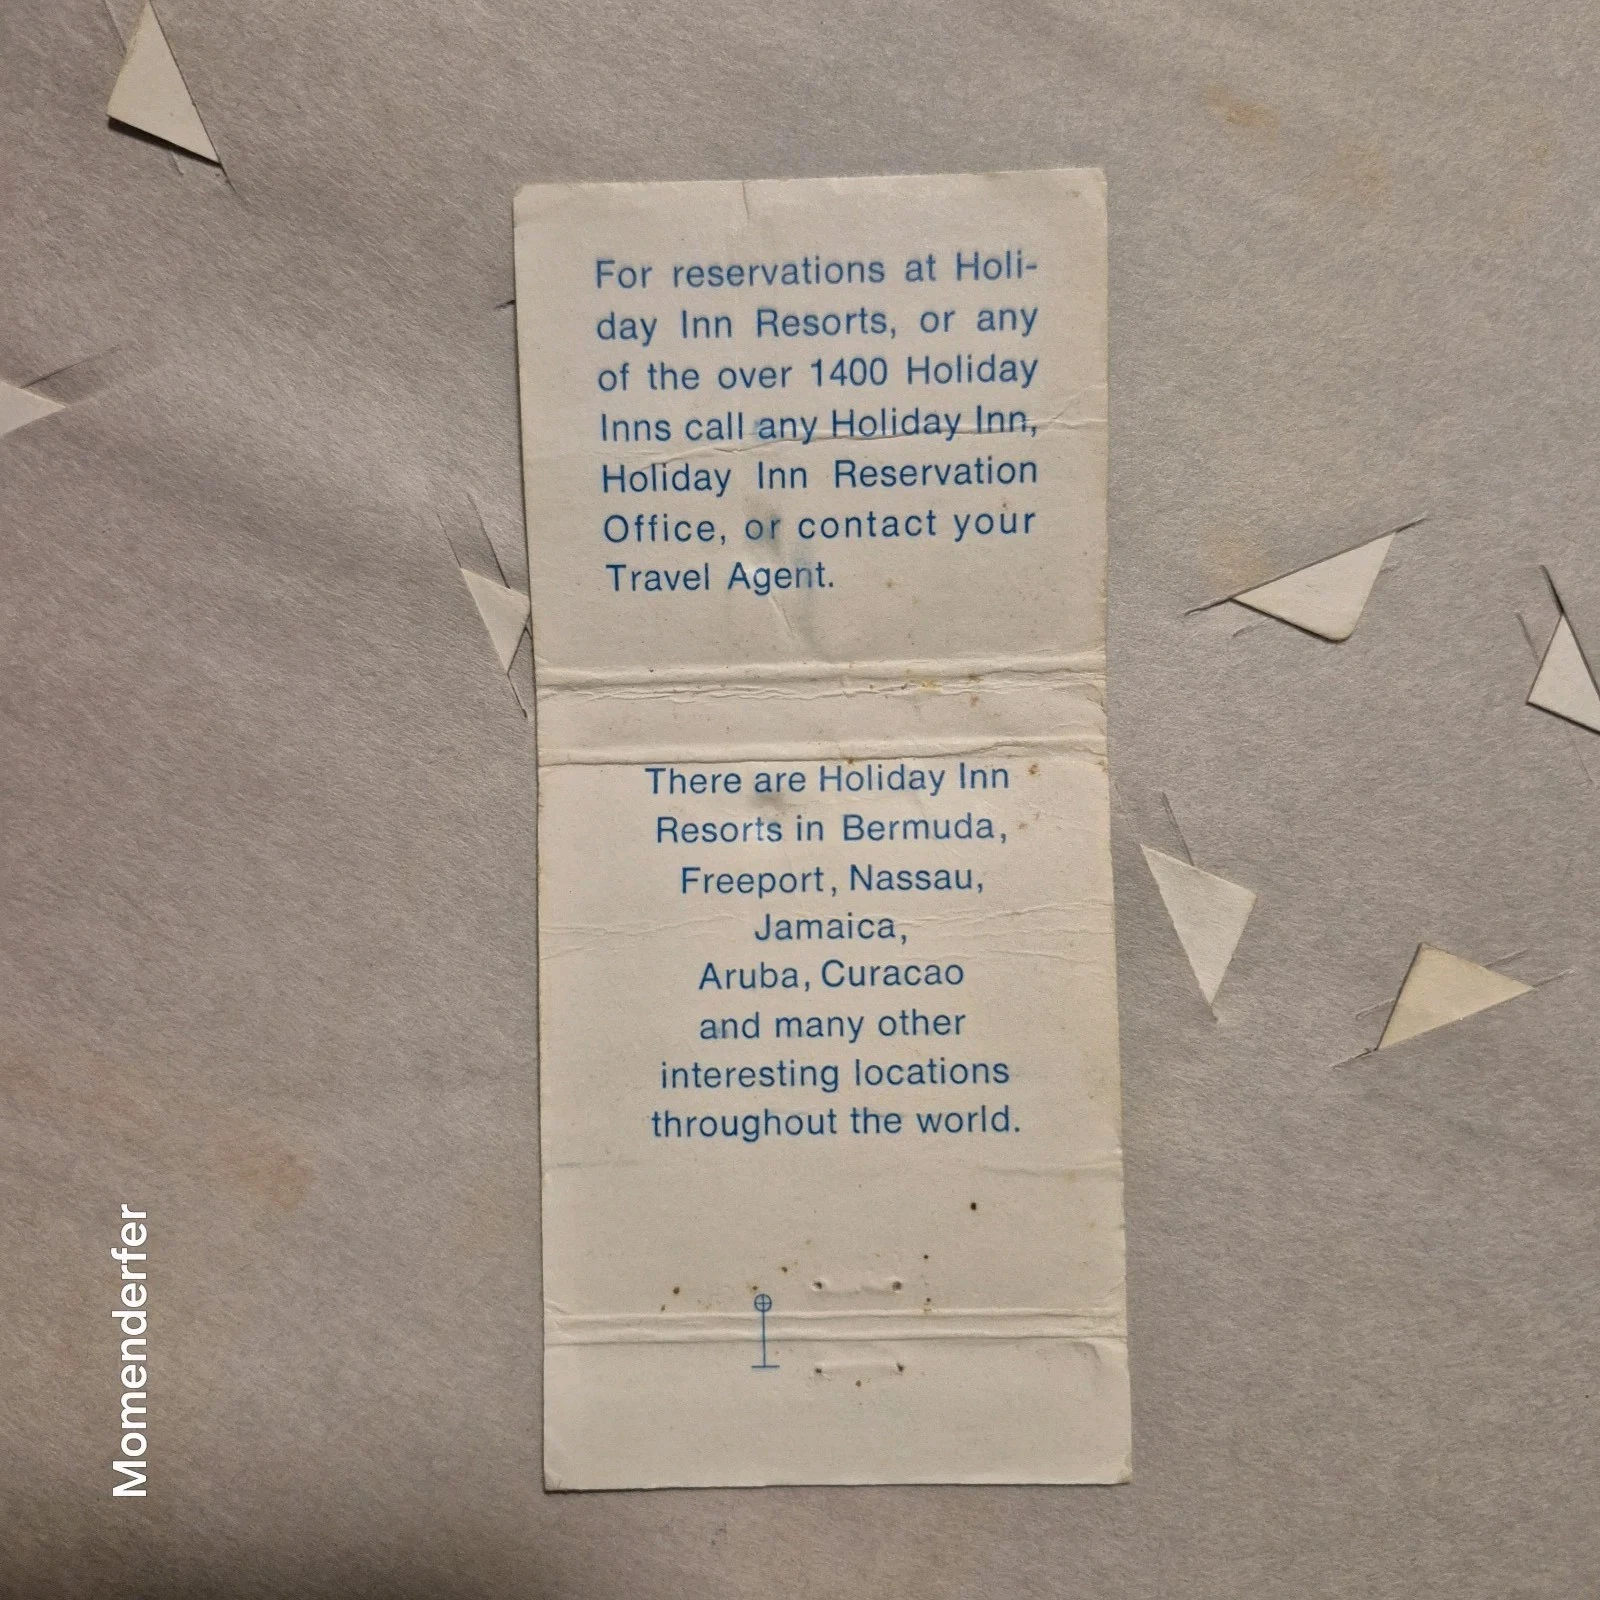 For reservations at Holi-
day Inn Resorts, or any
of the over 1400 Holiday
Inns call any Holiday Inn,
Holiday Inn Reservation
Office, or contact your
Travel Agent.
There are Holiday Inn
Resorts in Bermuda,
Freeport, Nassau,
Jamaica,
Aruba, Curacao
and many other
interesting locations
throughout the world.
Momenderfer